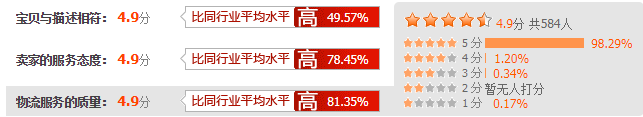 宝贝与描述相符： 4.9分 比同行业平均水平 高 49.57%
卖家的服务态度： 4.9分 比同行业平均水平 高 78.45%
物流服务的质量： 4.9分 比同行业平均水平 高 81.35%
4.9分 共584人
5分 98.29%
4分 1.20%
3分 0.34%
2分 暂无人打分
1分 0.17%